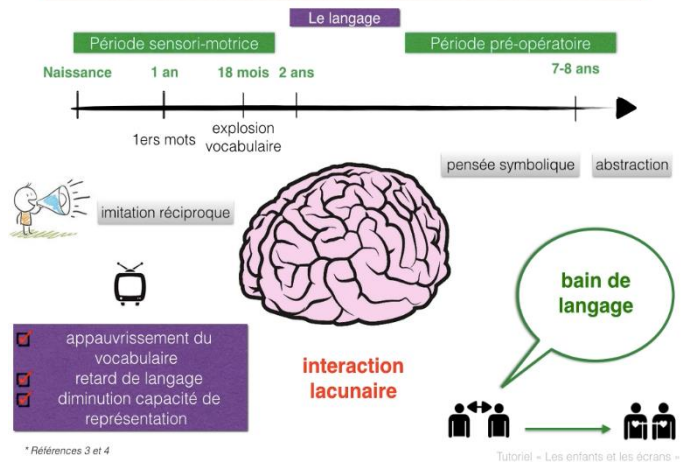 Le langage
Période sensori-motrice
Période pré-opératoire
Naissance
1 an
18 mois
2 ans
7-8 ans
1ers mots
explosion
vocabulaire
pensée symbolique
abstraction
imitation réciproque
bain de
langage
appauvrissement du
vocabulaire
retard de langage
diminution capacité de
représentation
interaction
lacunaire
* Références 3 et 4
Tutoriel « Les enfants et les écrans »